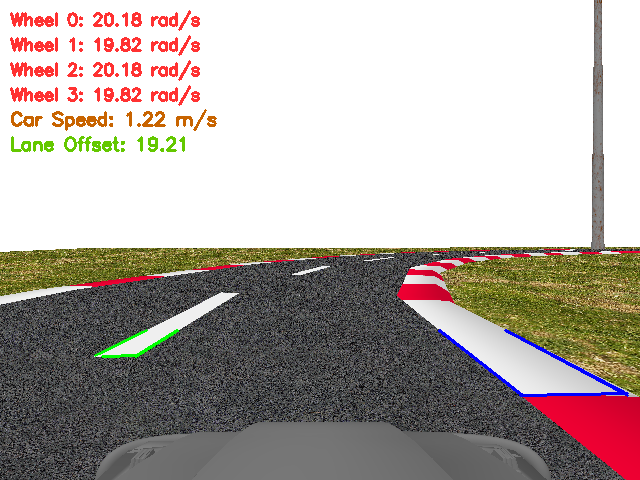 Wheel 0: 20.18 rad/s
Wheel 1: 19.82 rad/s
Wheel 2: 20.18 rad/s
Wheel 3: 19.82 rad/s
Car Speed: 1.22 m/s
Lane Offset: 19.21